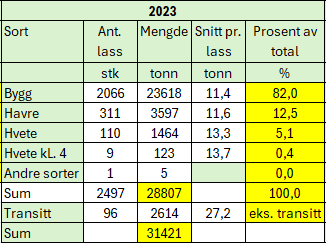 2023
Sort Ant. lass Mengde Snitt pr. lass Prosent av total
stk tonn tonn %
Bygg 2066 23618 11,4 82,0
Havre 311 3597 11,6 12,5
Hvete 110 1464 13,3 5,1
Hvete kl. 4 9 123 13,7 0,4
Andre sorter 1 5 0,0
Sum 2497 28807 100,0
Transitt 96 2614 27,2 eks. transitt
Sum 31421